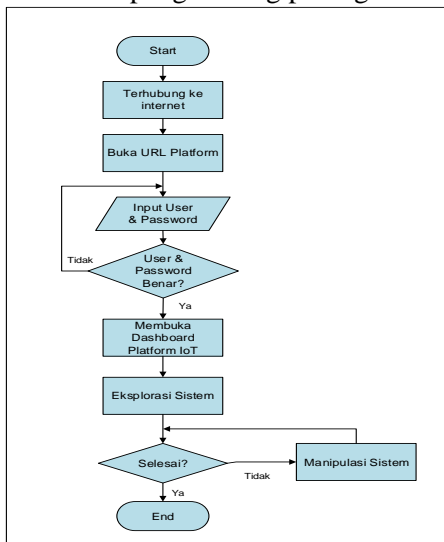 Start
Terhubung ke
internet
Buka URL Platform
Input User
& Password
User &
Password
Benar?
Tidak
Ya
Membuka
Dashboard
Platform IoT
Eksplorasi Sistem
Selesai?
Tidak
Manipulasi Sistem
Ya
End